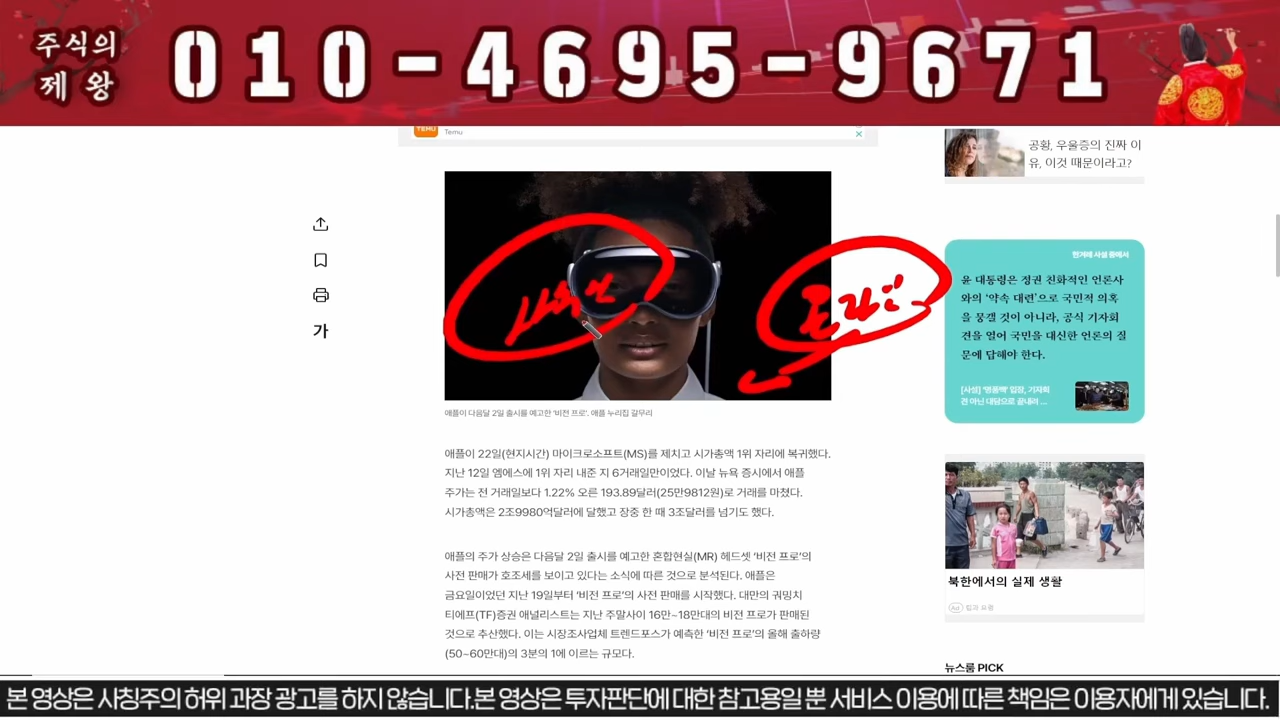 주식의
제왕
010-4695-9671
TEMU
Temu
공황, 우울증의 진짜 이
유, 이것 때문이라고?
가
한겨레 사설 중에서
윤 대통령은 정권 친화적인 언론사
와의 '약속 대련'으로 국민적 의혹
을 뭉갤 것이 아니라, 공식 기자회
견을 열어 국민을 대신한 언론의 질
문에 답해야 한다.
[사설] '명품백' 입장, 기자회
견 아닌 대담으로 끝내려 ...
애플이 다음달 2일 출시를 예고한 '비전 프로'. 애플 누리집 갈무리
애플이 22일(현지시간) 마이크로소프트(MS)를 제치고 시가총액 1위 자리에 복귀했다.
지난 12일 엠에스에 1위 자리 내준 지 6거래일만이었다. 이날 뉴욕 증시에서 애플
주가는 전 거래일보다 1.22% 오른 193.89달러(25만9812원)로 거래를 마쳤다.
시가총액은 2조9980억달러에 달했고 장중 한 때 3조달러를 넘기도 했다.
애플의 주가 상승은 다음달 2일 출시를 예고한 혼합현실(MR) 헤드셋 '비전 프로'의
사전 판매가 호조세를 보이고 있다는 소식에 따른 것으로 분석된다. 애플은
금요일이었던 지난 19일부터 '비전 프로'의 사전 판매를 시작했다. 대만의 궈밍치
티에프(TF)증권 애널리스트는 지난 주말사이 16만~18만대의 비전 프로가 판매된
것으로 추산했다. 이는 시장조사업체 트렌드포스가 예측한 '비전 프로'의 올해 출하량
(50~60만대)의 3분의 1에 이르는 규모다.
북한에서의 실제 생활
Ad
뉴스룸 PICK
본 영상은 사칭주의 허위 과장 광고를 하지 않습니다.본 영상은 투자판단에 대한 참고용일 뿐 서비스 이용에 따른 책임은 이용자에게 있습니다.